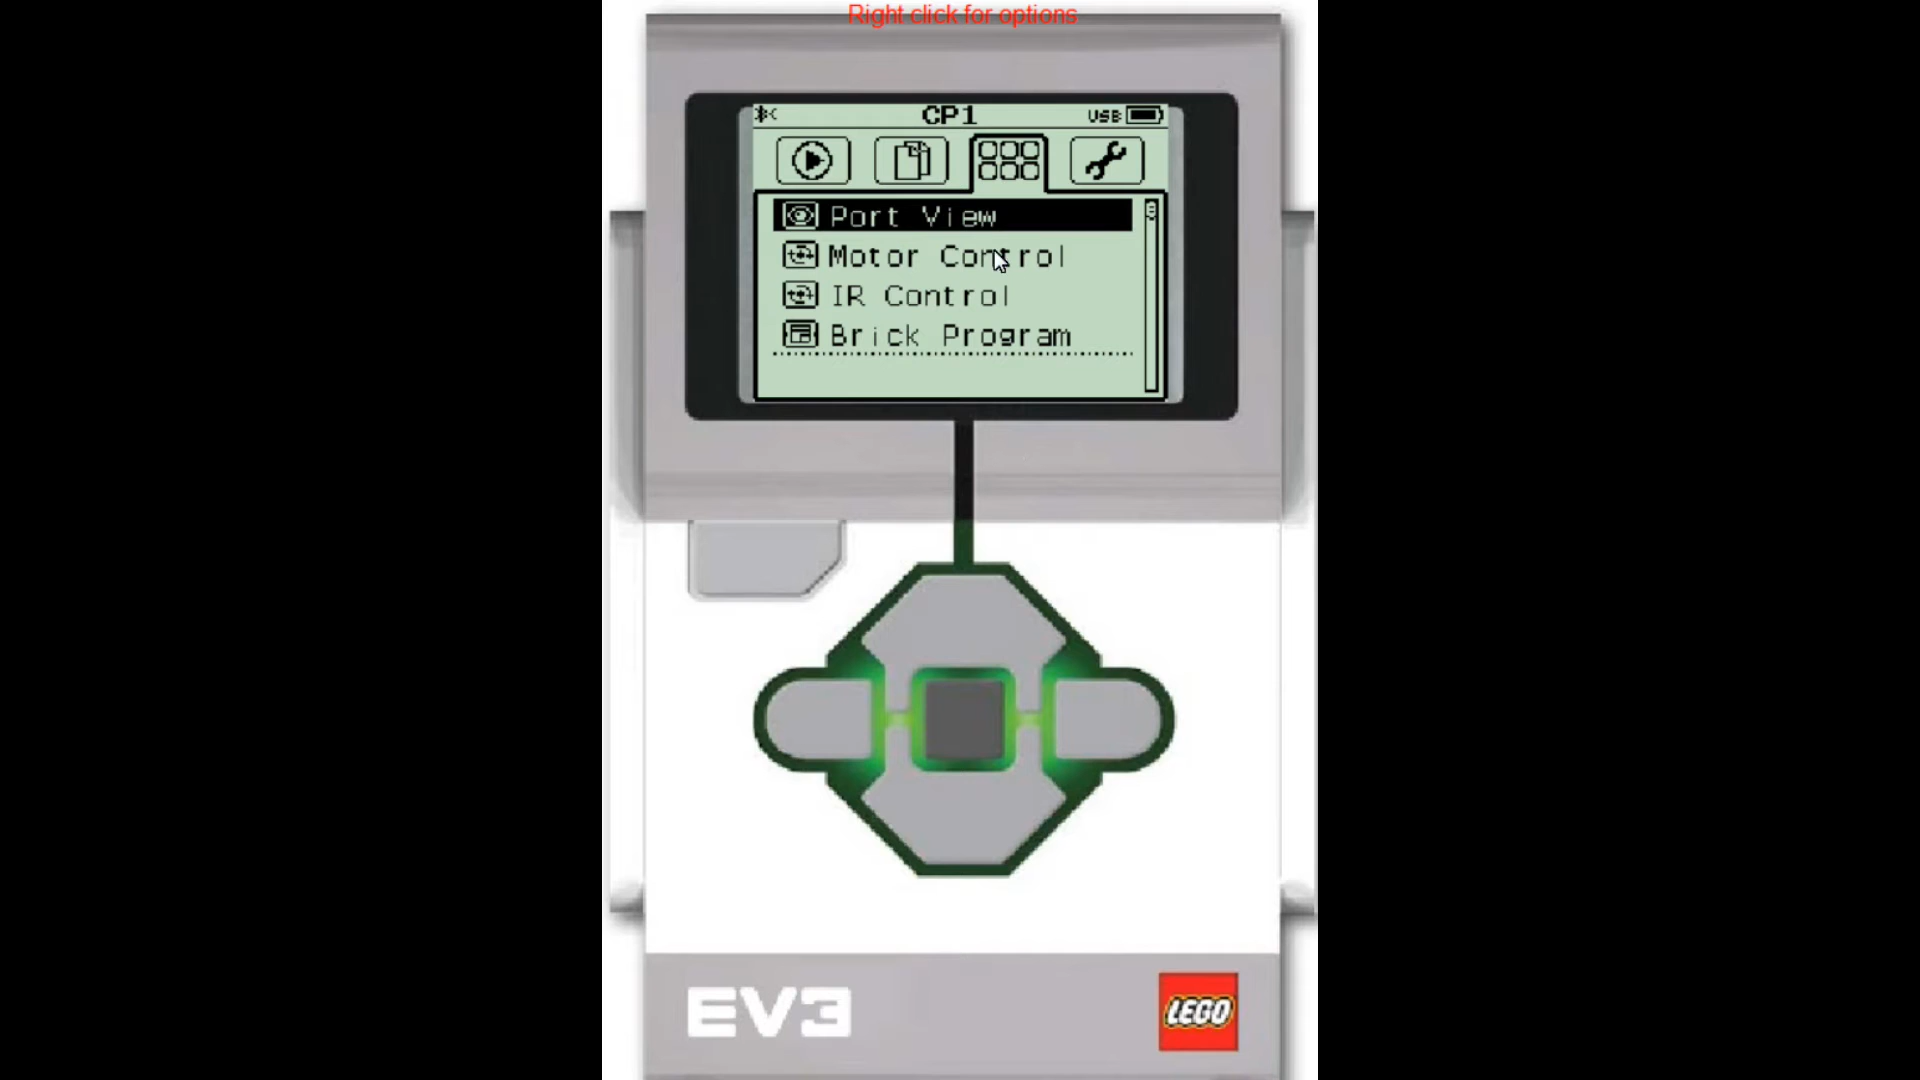 Right click for options
CP1 USB
Port View
Motor Control
IR Control
Brick Program
EV3
LEGO